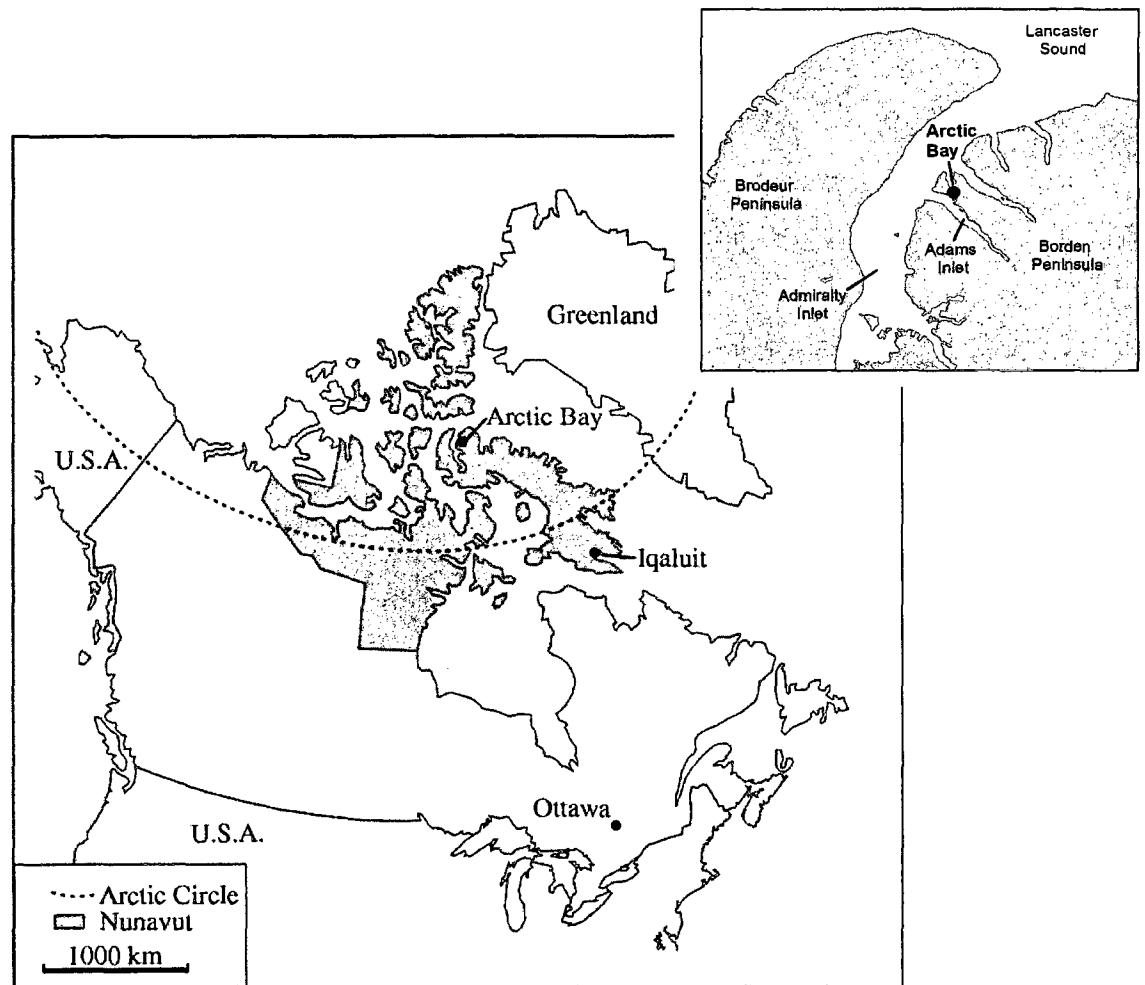 Lancaster
Sound
Arctic
Bay
Brodeur
Peninsula
Adams
Inlet
Borden
Peninsula
Admiralty
Inlet
Greenland
Arctic Bay
U.S.A.
Iqaluit
Ottawa
U.S.A.
Arctic Circle
Nunavut
1000 km